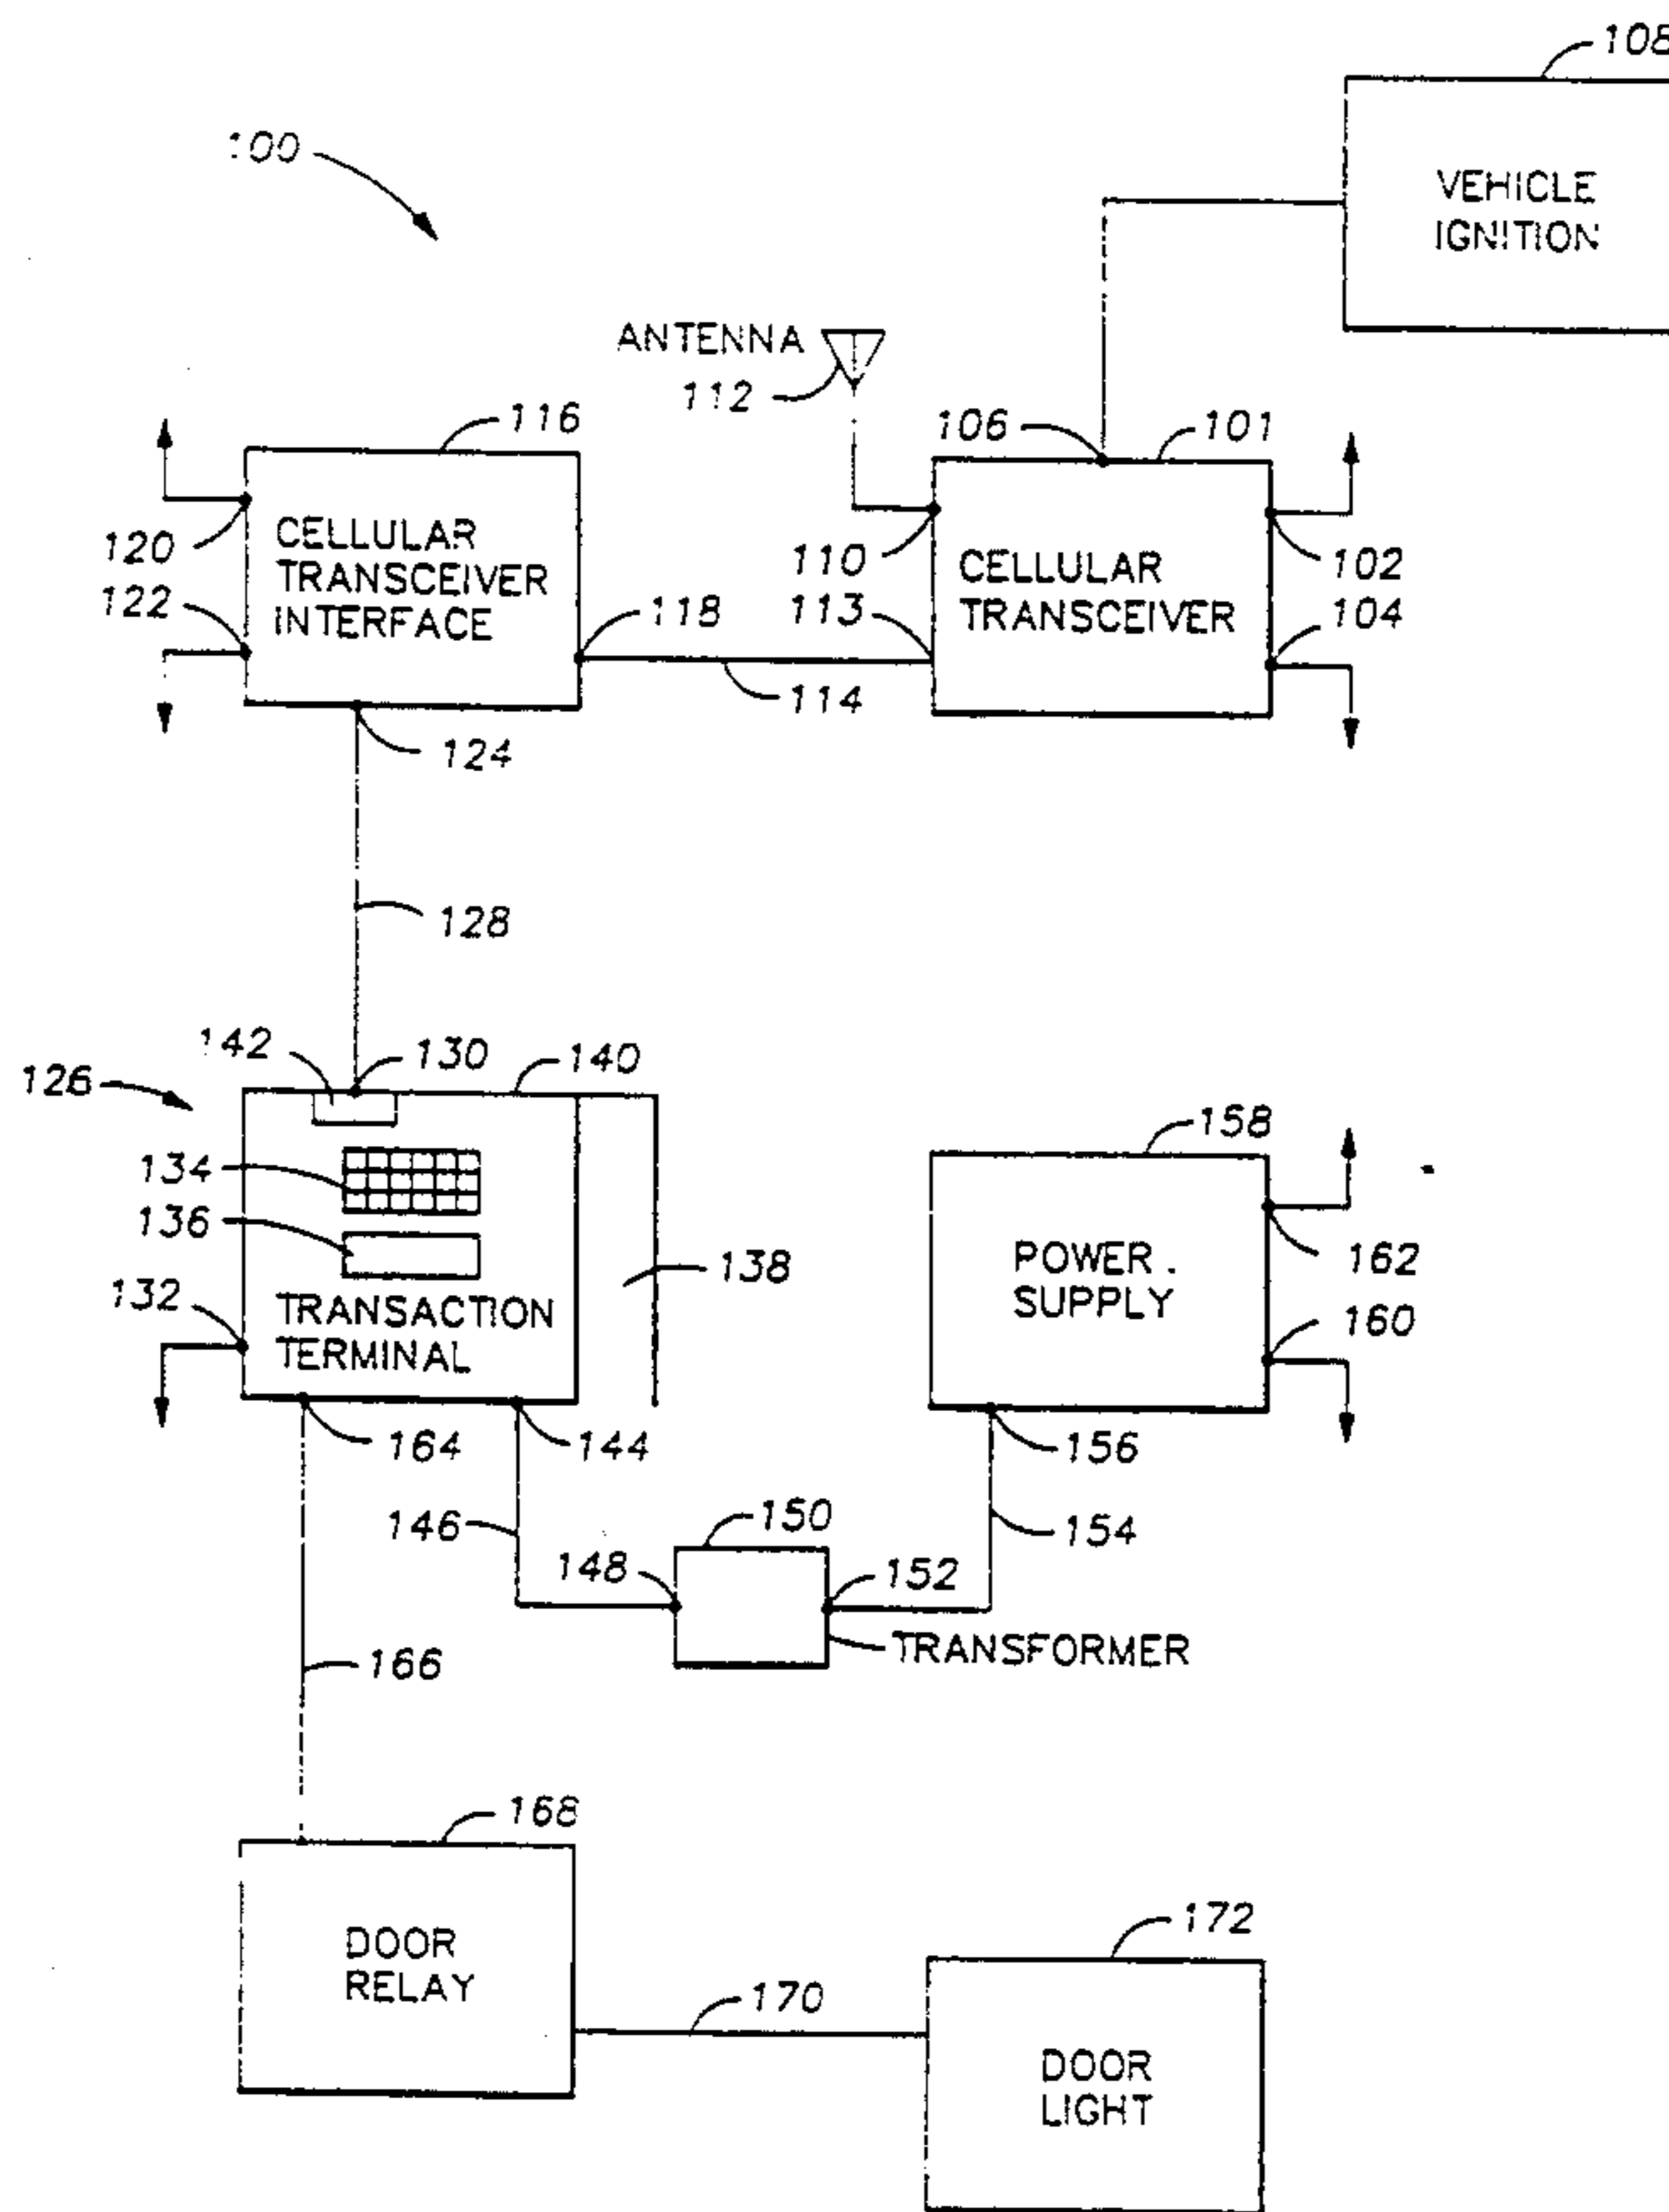 108
100
VEHICLE
IGNITION
ANTENNA
112
116
106
101
120
CELLULAR
TRANSCEIVER
INTERFACE
110
CELLULAR
TRANSCEIVER
102
122
118
113
104
114
124
128
142
130
140
126
158
134
136
138
POWER
SUPPLY
162
132
TRANSACTION
TERMINAL
160
164
144
156
146
150
154
148
152
TRANSFORMER
166
168
DOOR
RELAY
172
170
DOOR
LIGHT